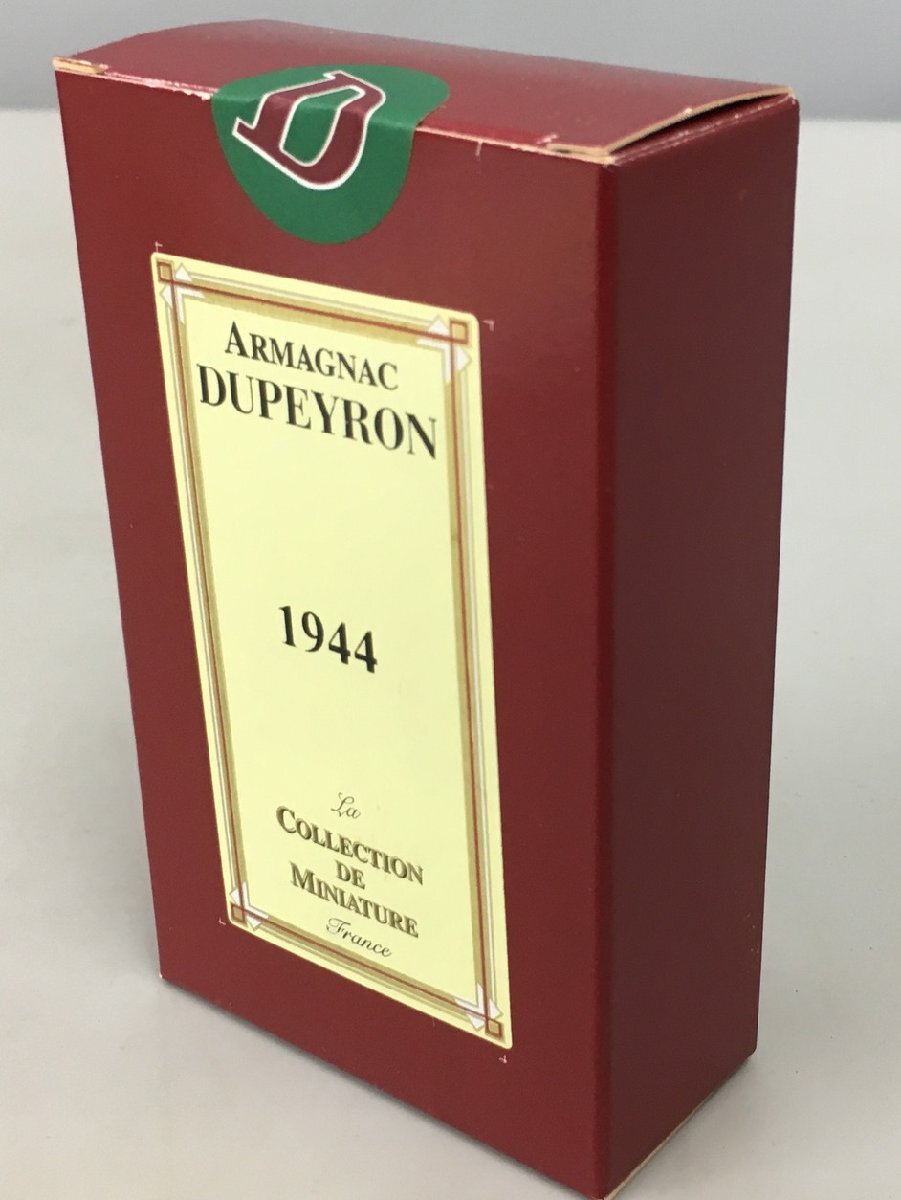 D
ARMAGNAC
DUPEYRON
1944
La
COLLECTION
DE
MINIATURE
France